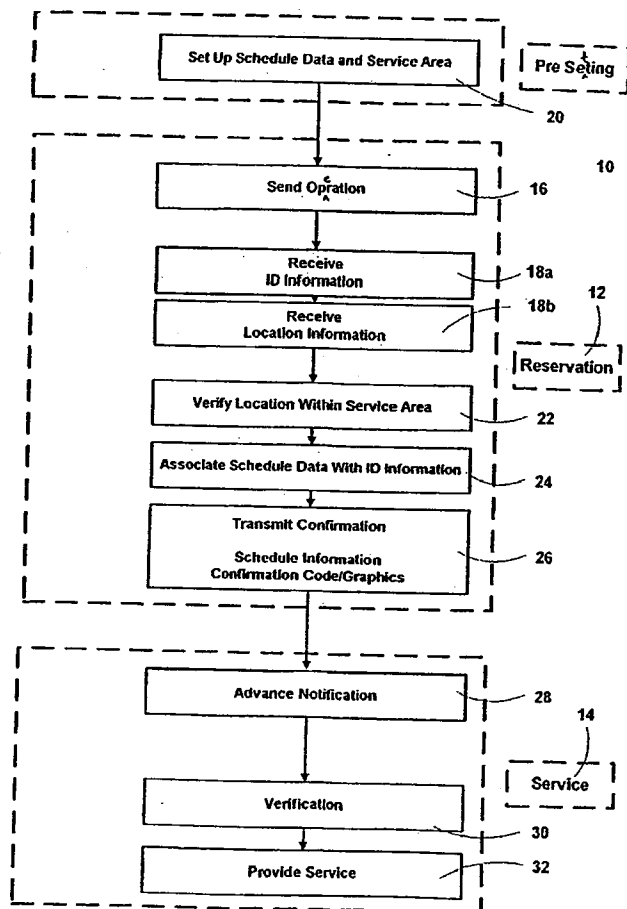 Set Up Schedule Data and Service Area
Pre Seting
t
20
10
Send Opration
e
16
Receive
ID Information
18a
Receive
Location Information
18b
12
Reservation
Verify Location Within Service Area
22
Associate Schedule Data With ID Information
24
Transmit Confirmation
Schedule Information
Confirmation Code/Graphics
26
Advance Notification
28
14
Service
Verification
30
Provide Service
32